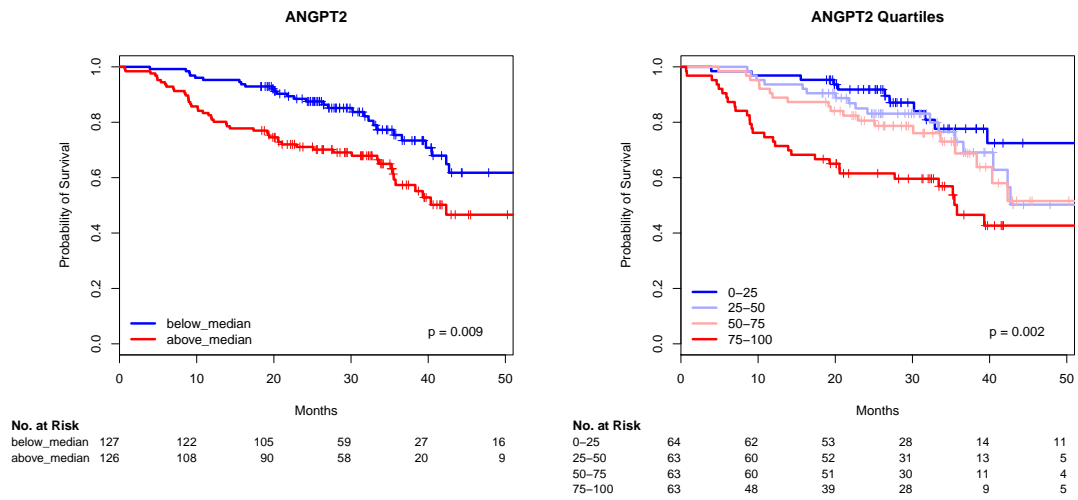 ANGPT2
Probability of Survival
1.0
0.8
0.6
0.4
0.2
0.0
below_median
above_median
p = 0.009
0 10 20 30 40 50
Months
No. at Risk
below_median 127 122 105 59 27 16
above_median 126 108 90 58 20 9
ANGPT2 Quartiles
Probability of Survival
1.0
0.8
0.6
0.4
0.2
0.0
0−25
25−50
50−75
75−100
p = 0.002
0 10 20 30 40 50
Months
No. at Risk
0−25 64 62 53 28 14 11
25−50 63 60 52 31 13 5
50−75 63 60 51 30 11 4
75−100 63 48 39 28 9 5